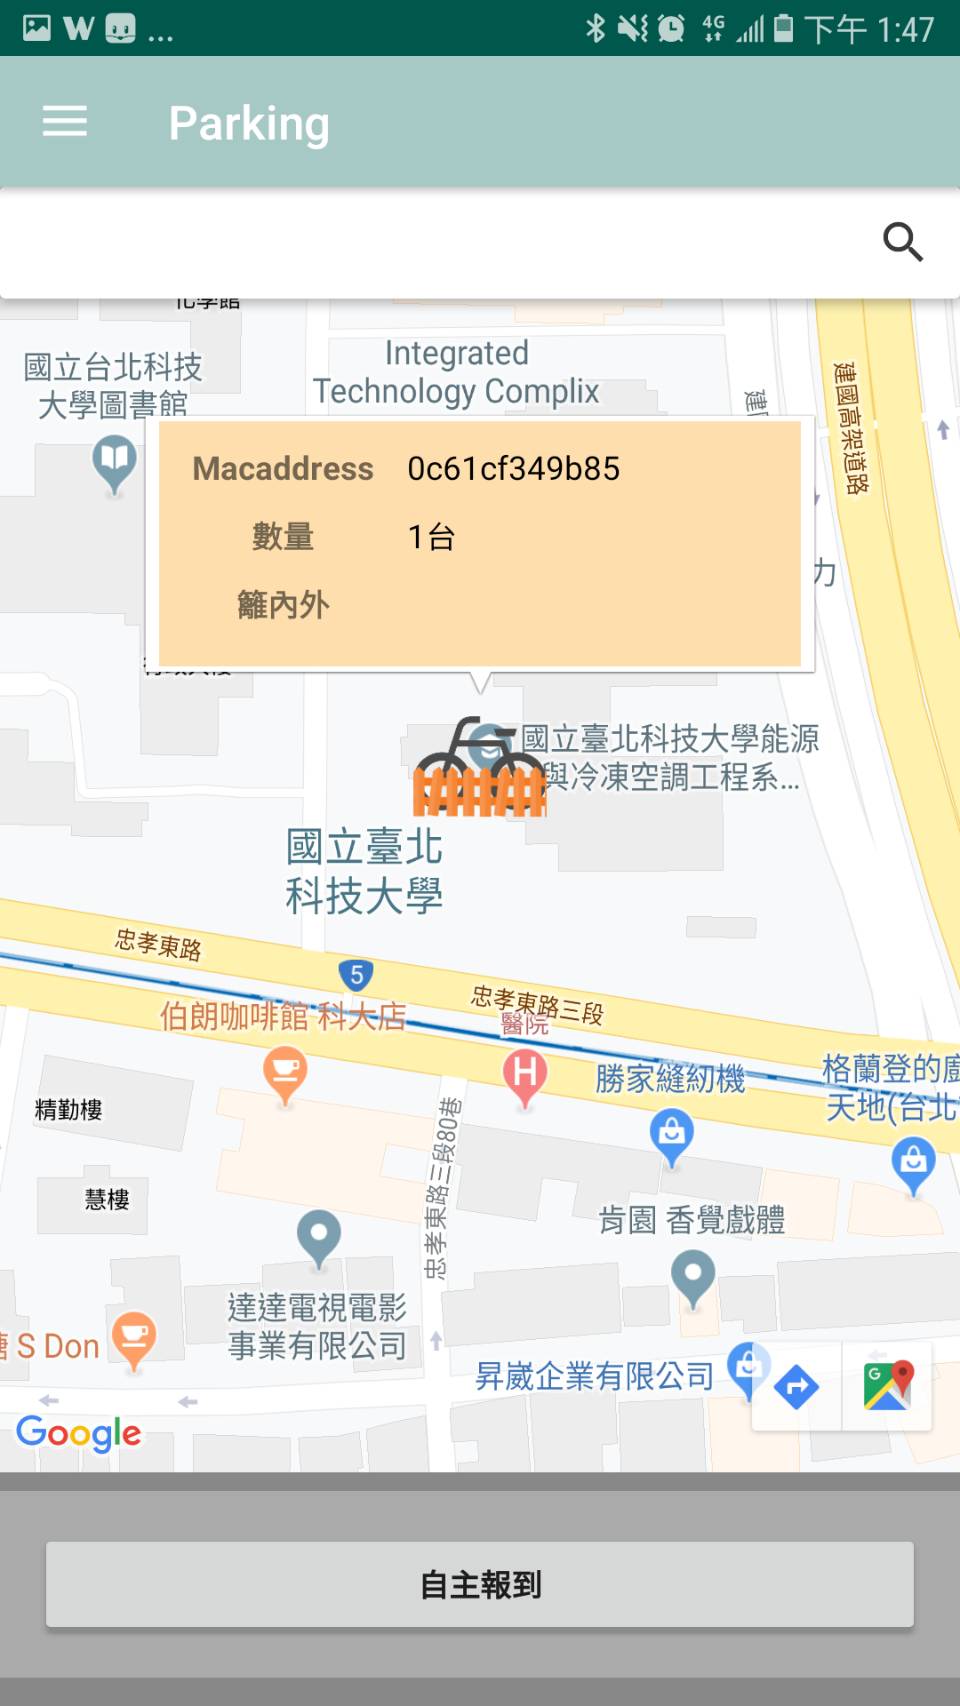 W ... 4G 下午 1:47
Parking
化學館
國立台北科技
大學圖書館
Integrated
Technology Complix
建國高架道路
Macaddress 0c61cf349b85
數量 1台
籬內外
力
國立臺北科技大學能源
與冷凍空調工程系...
國立臺北
科技大學
忠孝東路
5
忠孝東路三段
伯朗咖啡館 科大店
醫院
H
勝家縫紉機
格蘭登的廚
天地(台北
精勤樓
忠孝東路三段80巷
慧樓
肯園 香覺戲體
達達電視電影
事業有限公司
S Don
昇崴企業有限公司
G
Google
自主報到